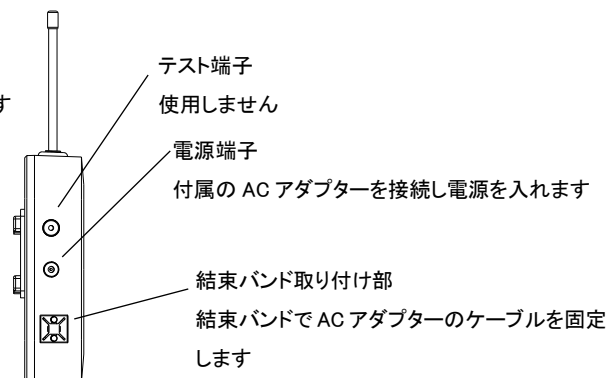 テスト端子
す
使用しません
電源端子
付属の AC アダプターを接続し電源を入れます
結束バンド取り付け部
結束バンドで AC アダプターのケーブルを固定
します